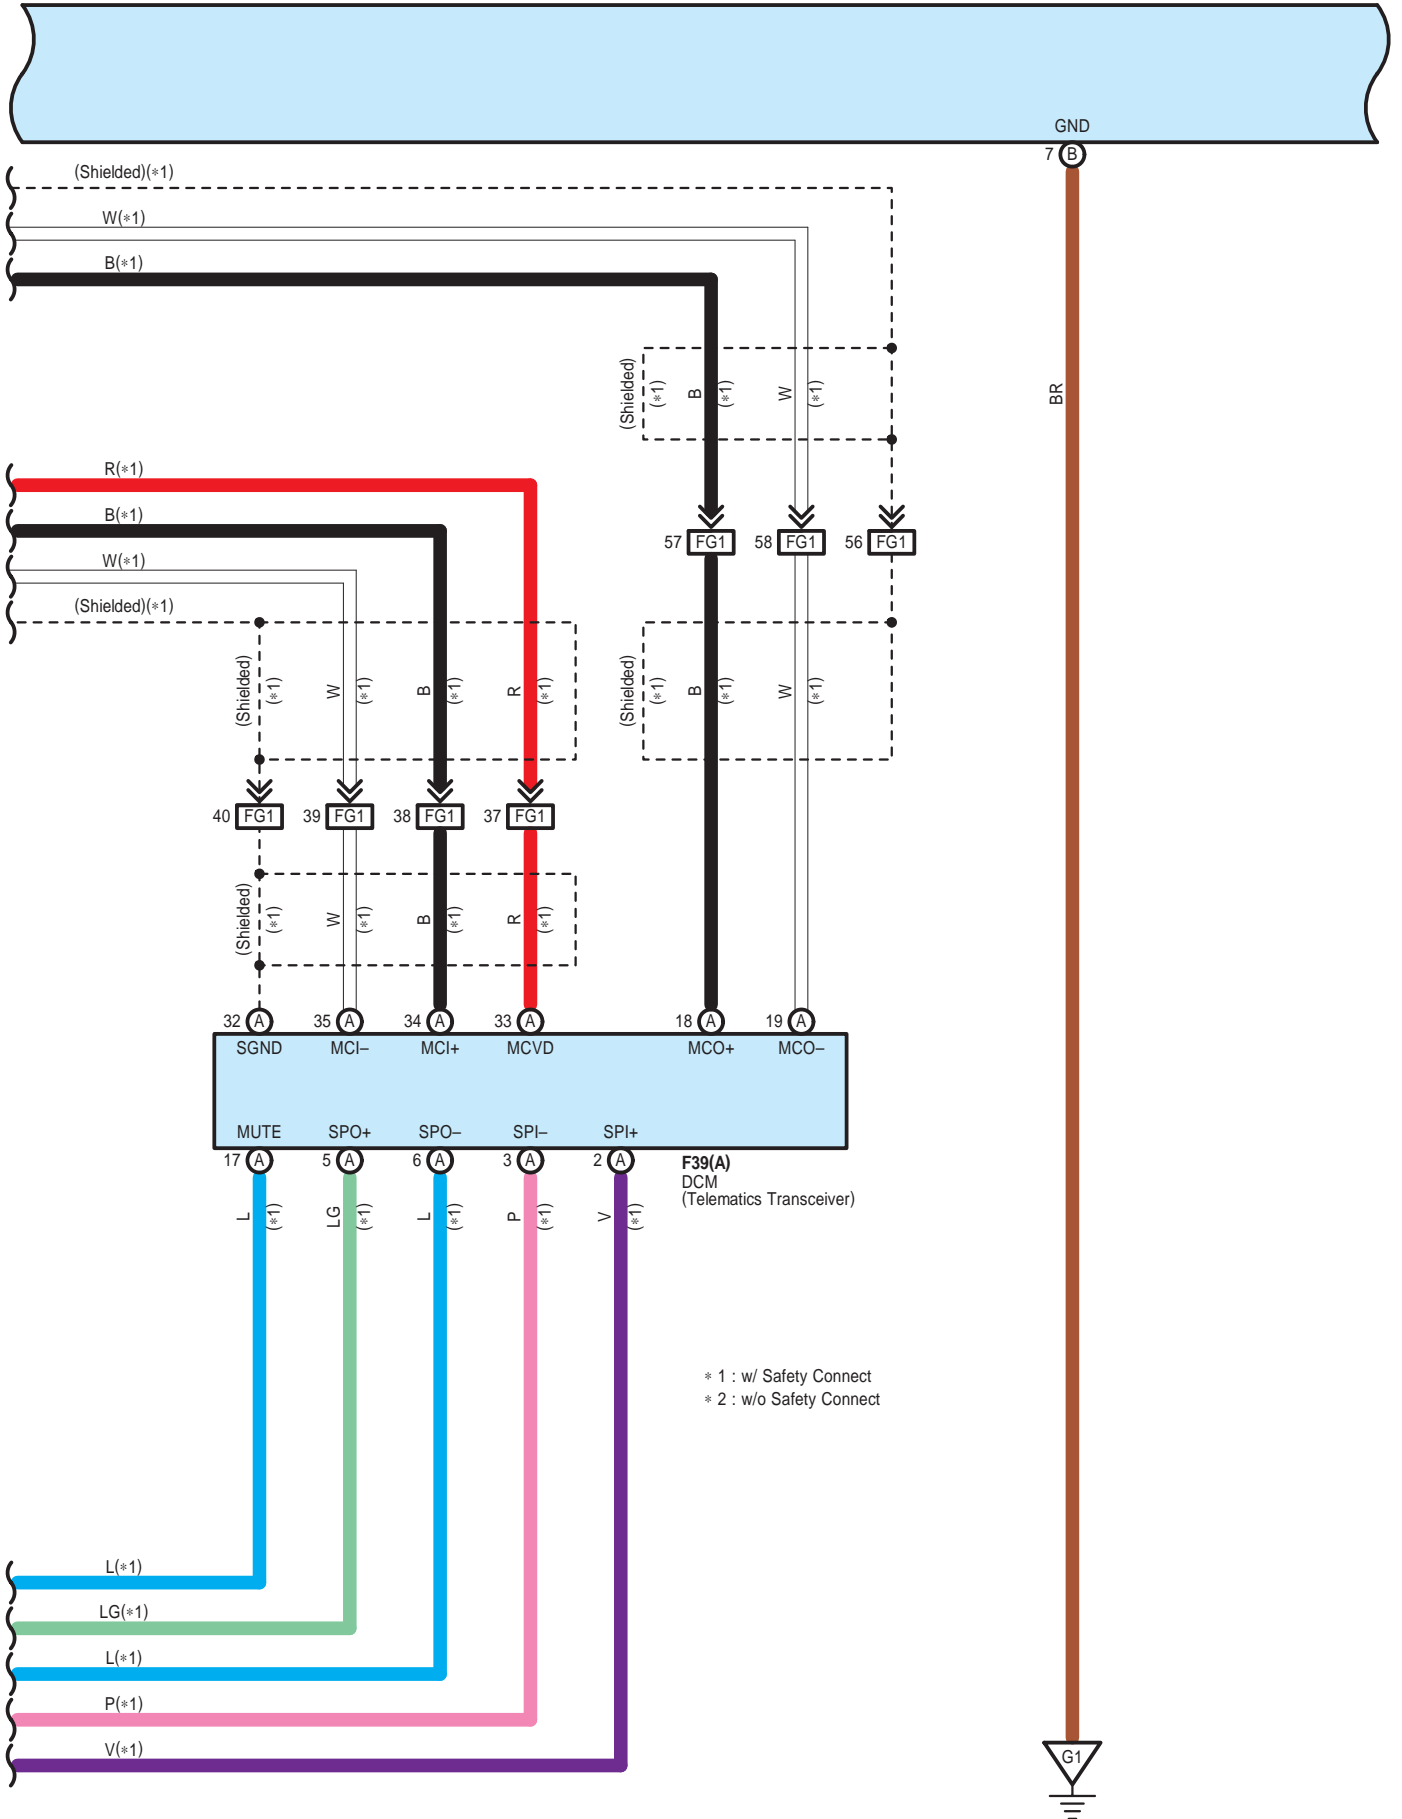 GND
7 B
(Shielded)(∗1)
W(∗1)
B(∗1)
(Shielded) (∗1) B (∗1) W (∗1)
BR
R(∗1)
B(∗1)
57 FG1 58 FG1 56 FG1
W(∗1)
(Shielded)(∗1)
(Shielded) (∗1) W (∗1) B (∗1) R (∗1) (Shielded) (∗1) B (∗1) W (∗1)
40 FG1 39 FG1 38 FG1 37 FG1
(Shielded) (∗1) W (∗1) B (∗1) R (∗1)
32 A 35 A 34 A 33 A 18 A 19 A
SGND MCI– MCI+ MCVD MCO+ MCO–
MUTE SPO+ SPO– SPI– SPI+
17 A 5 A 6 A 3 A 2 A
F39(A)
DCM
(Telematics Transceiver)
L (∗1) LG (∗1) L (∗1) P (∗1) V (∗1)
∗ 1 : w/ Safety Connect
∗ 2 : w/o Safety Connect
L(∗1)
LG(∗1)
L(∗1)
P(∗1)
V(∗1)
G1